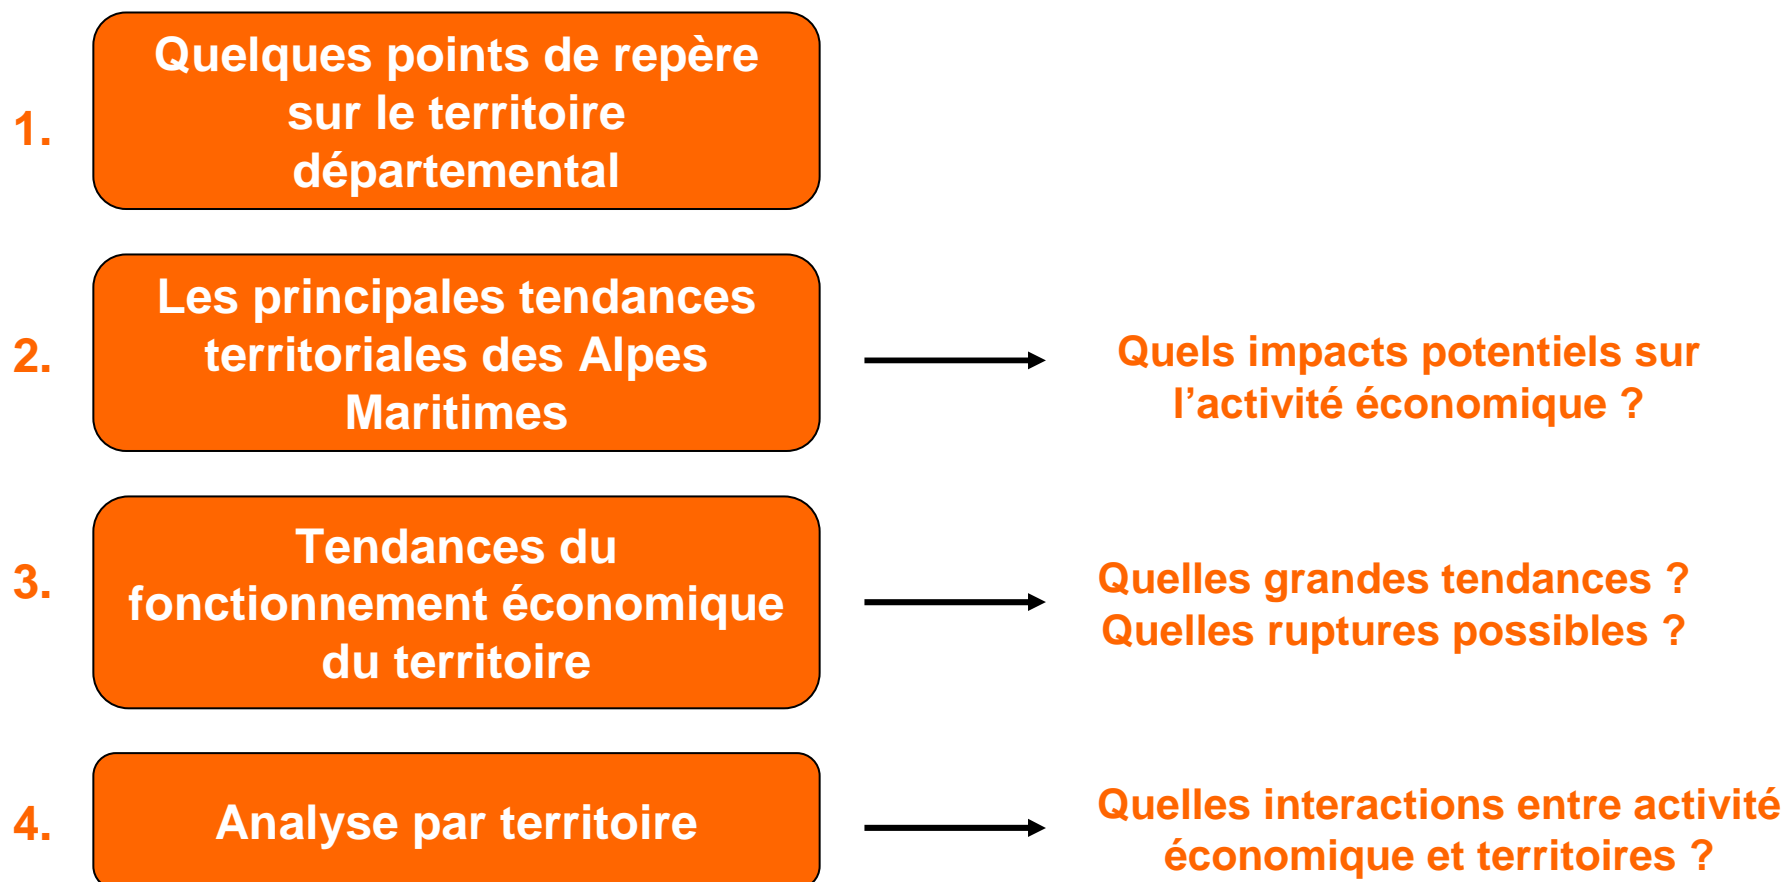 1.
Quelques points de repère
sur le territoire
départemental
2.
Les principales tendances
territoriales des Alpes
Maritimes
Quels impacts potentiels sur
l’activité économique ?
3.
Tendances du
fonctionnement économique
du territoire
Quelles grandes tendances ?
Quelles ruptures possibles ?
4.
Analyse par territoire
Quelles interactions entre activité
économique et territoires ?